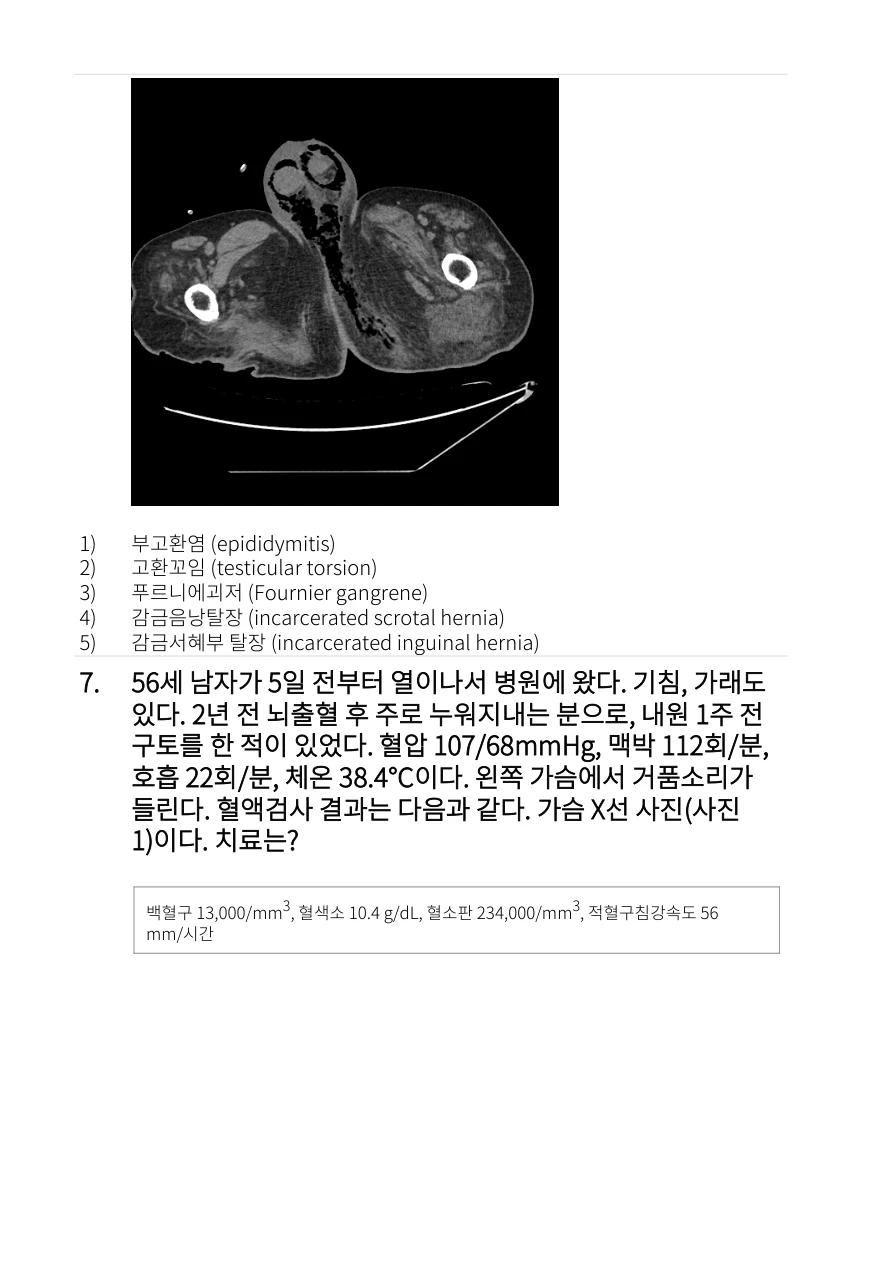 1) 부고환염 (epididymitis)
2) 고환꼬임 (testicular torsion)
3) 푸르니에괴저 (Fournier gangrene)
4) 감금음낭탈장 (incarcerated scrotal hernia)
5) 감금서혜부 탈장 (incarcerated inguinal hernia)
7. 56세 남자가 5일 전부터 열이나서 병원에 왔다. 기침, 가래도
있다. 2년 전 뇌출혈 후 주로 누워지내는 분으로, 내원 1주 전
구토를 한 적이 있었다. 혈압 107/68mmHg, 맥박 112회/분,
호흡 22회/분, 체온 38.4℃이다. 왼쪽 가슴에서 거품소리가
들린다. 혈액검사 결과는 다음과 같다. 가슴 X선 사진(사진
1)이다. 치료는?
백혈구 13,000/mm³, 혈색소 10.4 g/dL, 혈소판 234,000/mm³, 적혈구침강속도 56
mm/시간